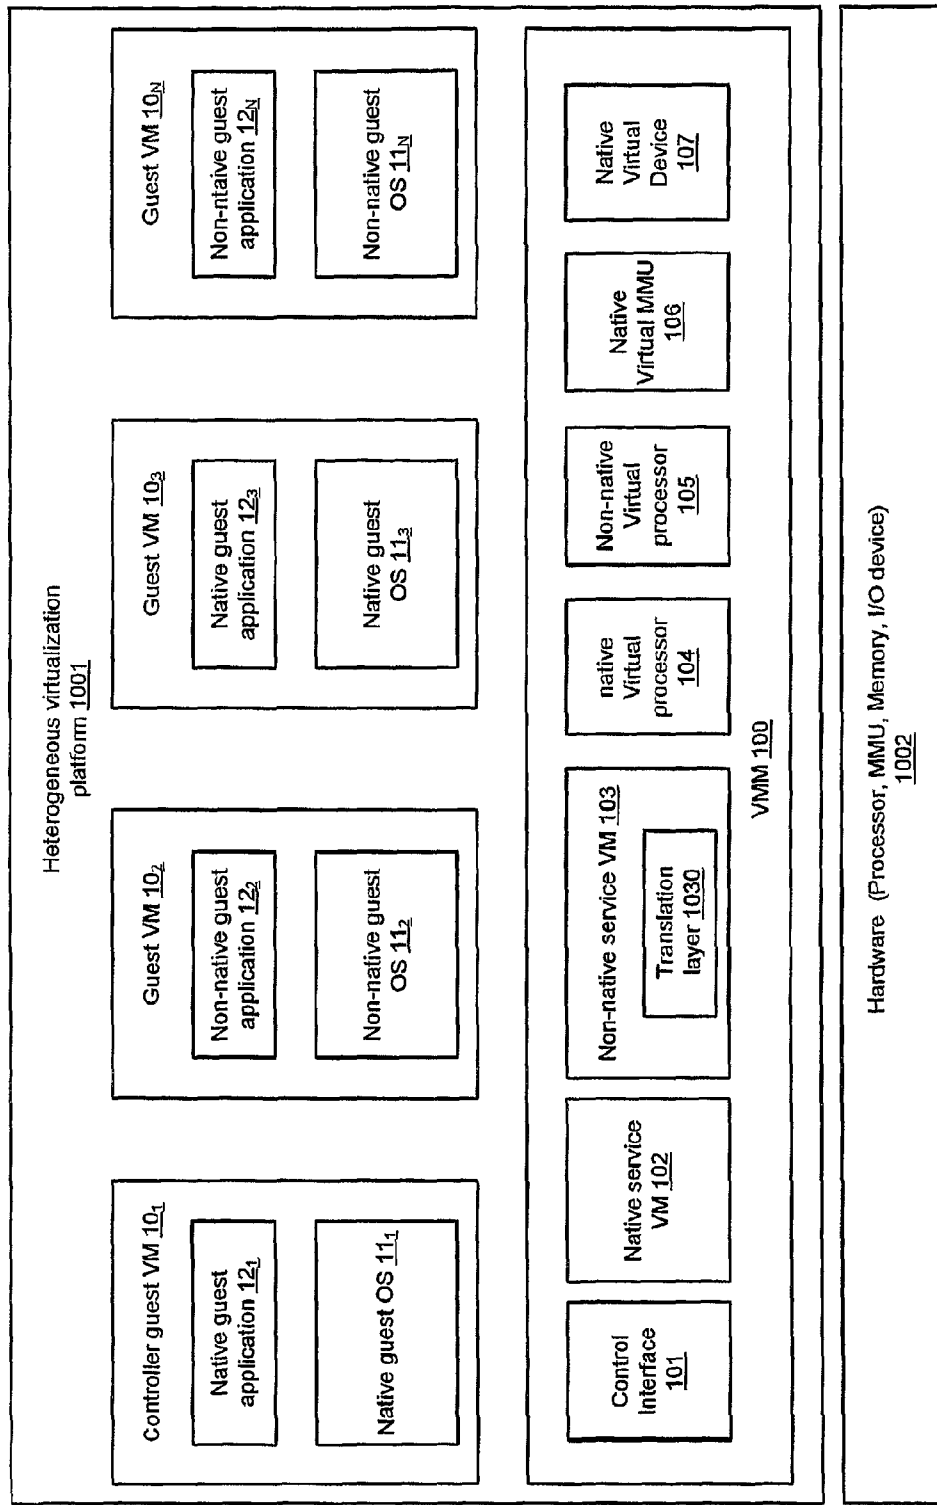 Heterogeneous virtualization
platform 1001
Controller guest VM 10₁
Native guest
application 12₁
Native guest OS 11₁
Guest VM 10₂
Non-native guest
application 12₂
Non-native guest
OS 11₂
Guest VM 10₃
Native guest
application 12₃
Native guest
OS 11₃
Guest VM 10N
Non-ntaive guest
application 12N
Non-native guest
OS 11N
Control
Interface
101
Native service
VM 102
Non-native service VM 103
Translation
layer 1030
native Virtual
processor
104
Non-native
Virtual
processor
105
Native
Virtual MMU
106
Native
Virtual
Device
107
VMM 100
Hardware (Processor, MMU, Memory, I/O device)
1002